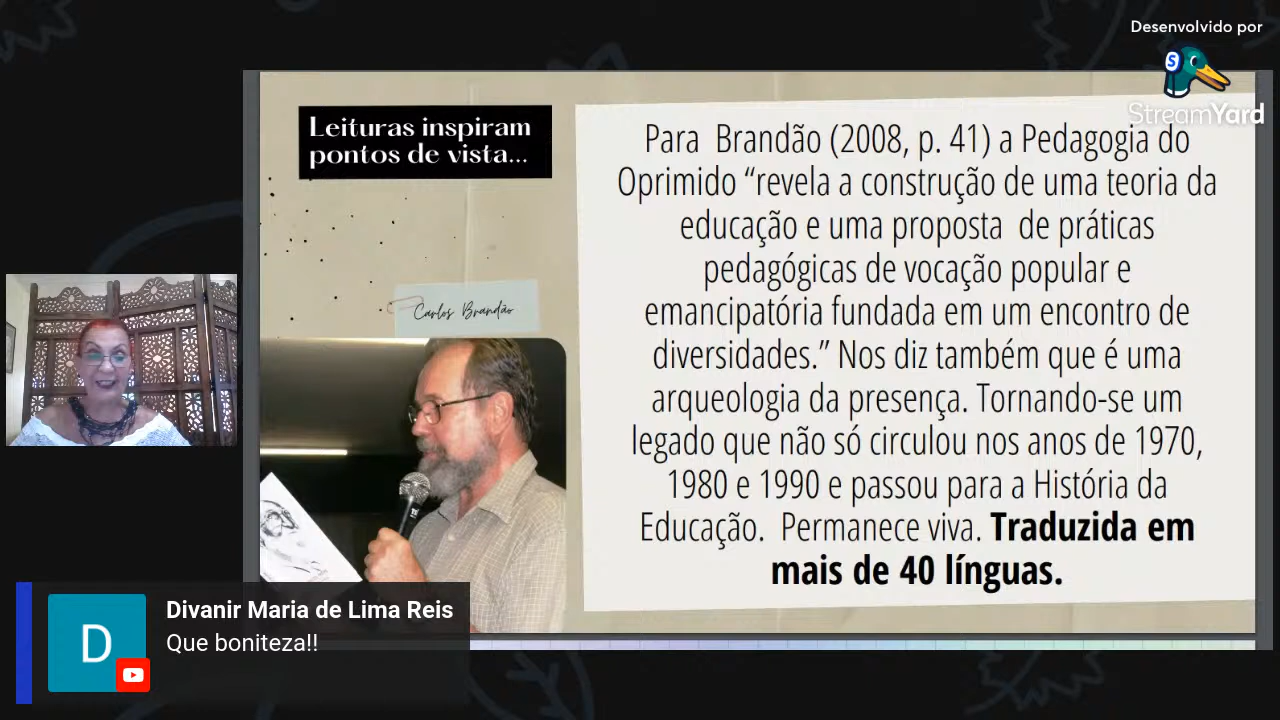 Desenvolvido por
StreamYard
Leituras inspiram
pontos de vista...
Carlos Brandão
Para  Brandão (2008, p. 41) a Pedagogia do
Oprimido “revela a construção de uma teoria da
educação e uma proposta  de práticas
pedagógicas de vocação popular e
emancipatória fundada em um encontro de
diversidades.” Nos diz também que é uma
arqueologia da presença. Tornando-se um
legado que não só circulou nos anos de 1970,
1980 e 1990 e passou para a História da
Educação.  Permanece viva. Traduzida em
mais de 40 línguas.
D
Divanir Maria de Lima Reis
Que boniteza!!